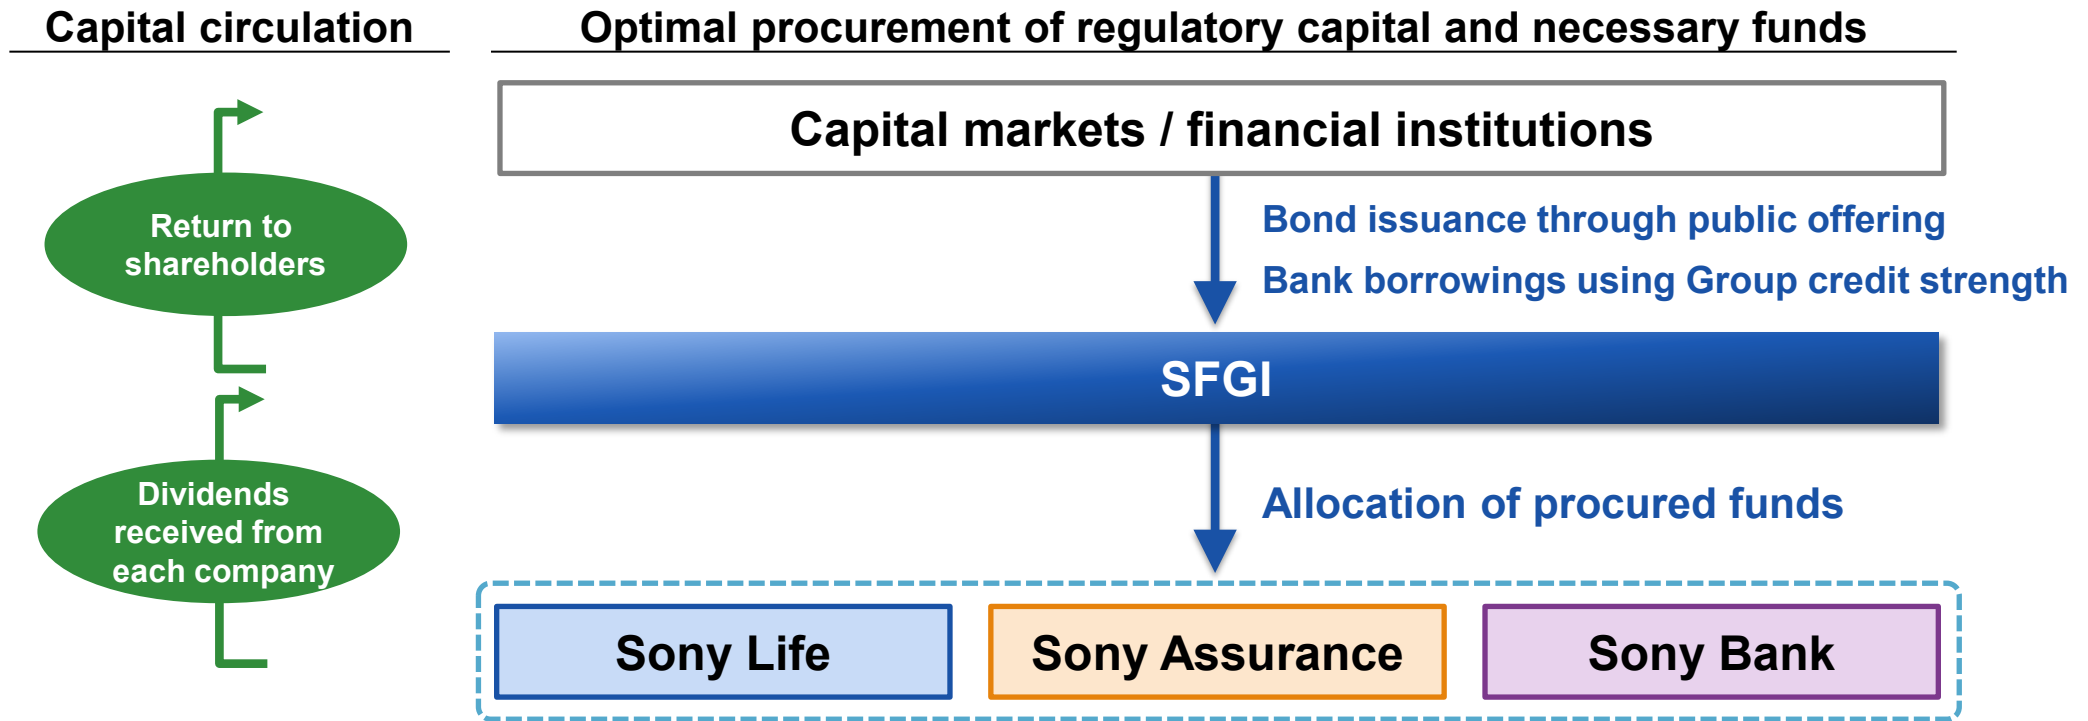 Capital circulation
Optimal procurement of regulatory capital and necessary funds
Capital markets / financial institutions
Return to
shareholders
Bond issuance through public offering
Bank borrowings using Group credit strength
SFGI
Dividends
received from
each company
Allocation of procured funds
Sony Life
Sony Assurance
Sony Bank